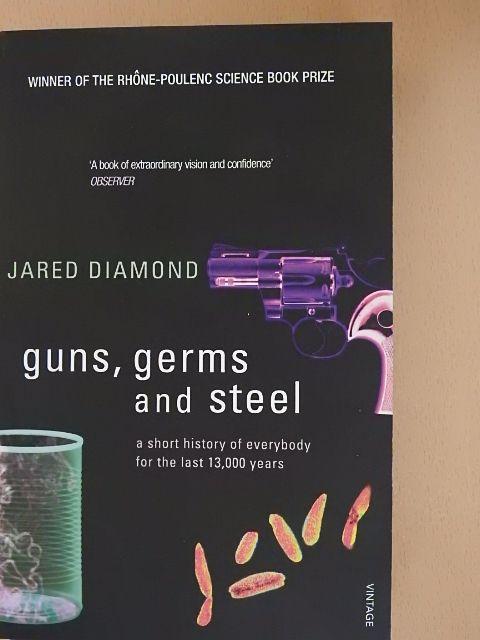 WINNER OF THE RHÔNE-POULENC SCIENCE BOOK PRIZE
'A book of extraordinary vision and confidence'
OBSERVER
JARED DIAMOND
guns, germs
and steel
a short history of everybody
for the last 13,000 years
VINTAGE